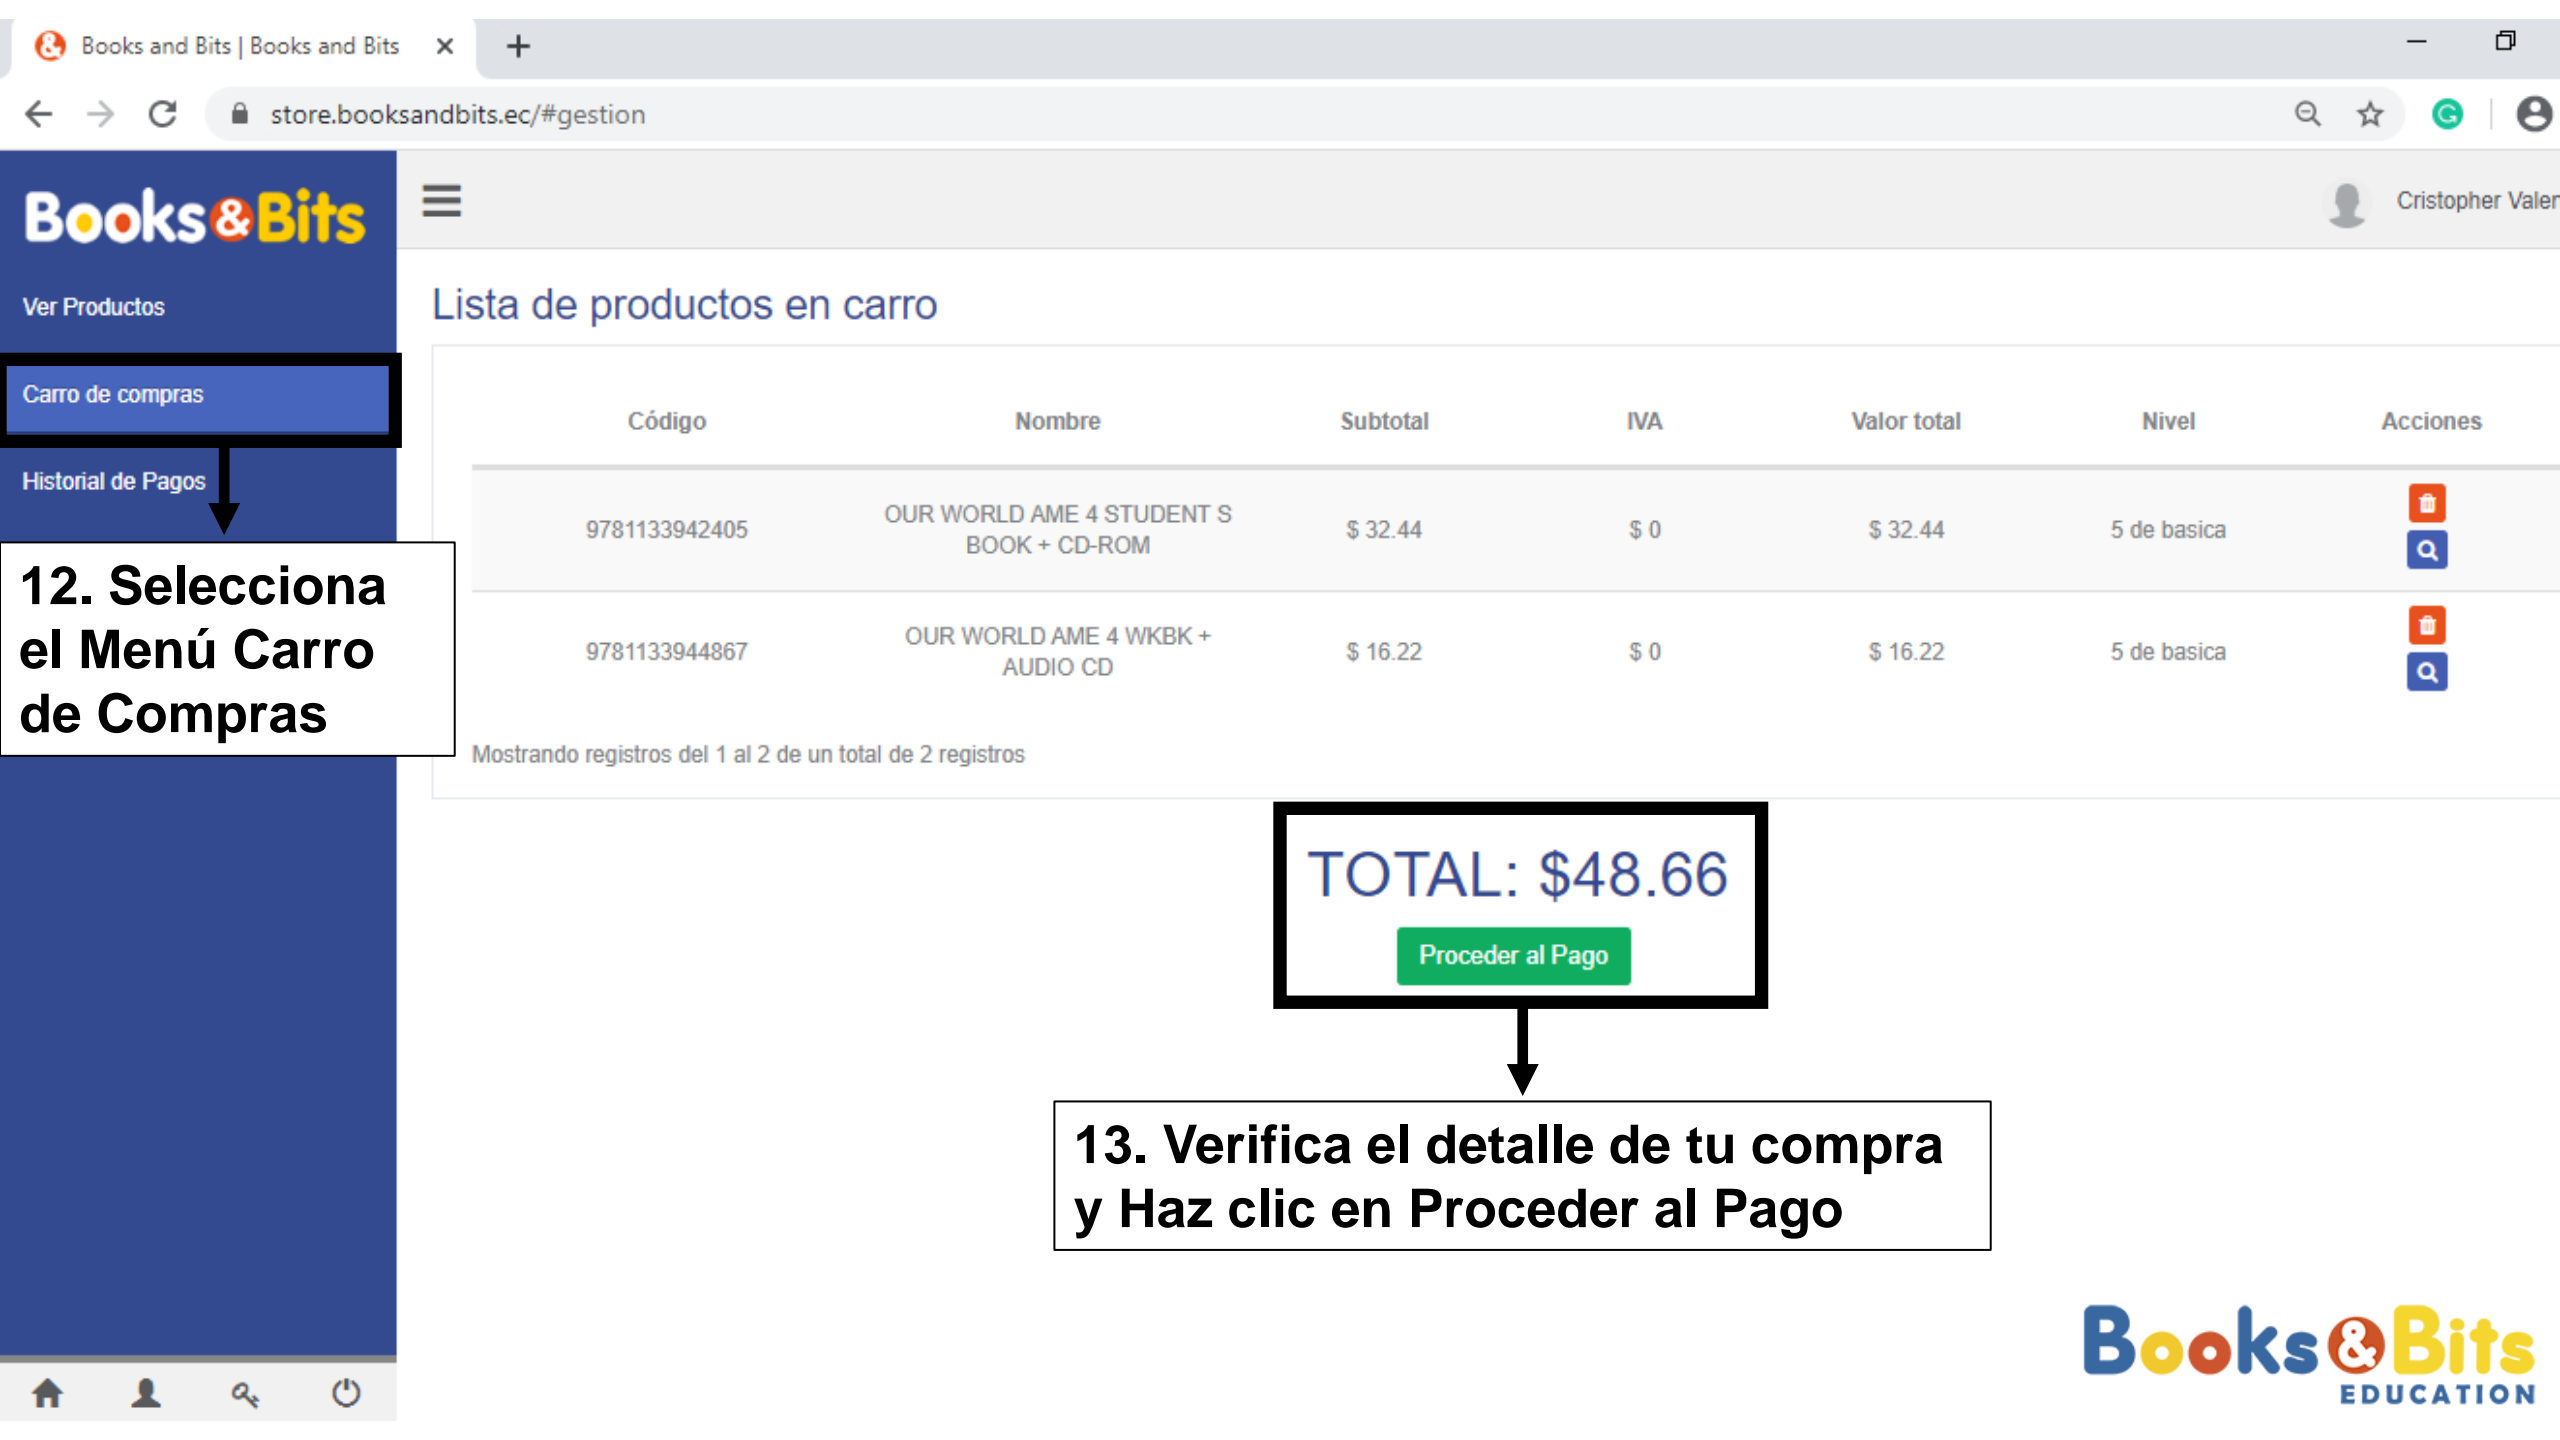 Books and Bits | Books and Bits
store.booksandbits.ec/#gestion
Books&Bits
Cristopher
Ver Productos
Carro de compras
Historial de Pagos
12. Selecciona
el Menú Carro
de Compras
Lista de productos en carro
Código Nombre Subtotal IVA Valor total Nivel Acciones
9781133942405 OUR WORLD AME 4 STUDENT S
BOOK + CD-ROM $ 32.44 $ 0 $ 32.44 5 de basica
9781133944867 OUR WORLD AME 4 WKBK +
AUDIO CD $ 16.22 $ 0 $ 16.22 5 de basica
Mostrando registros del 1 al 2 de un total de 2 registros
TOTAL: $48.66
Proceder al Pago
13. Verifica el detalle de tu compra
y Haz clic en Proceder al Pago
Books&Bits
EDUCATION